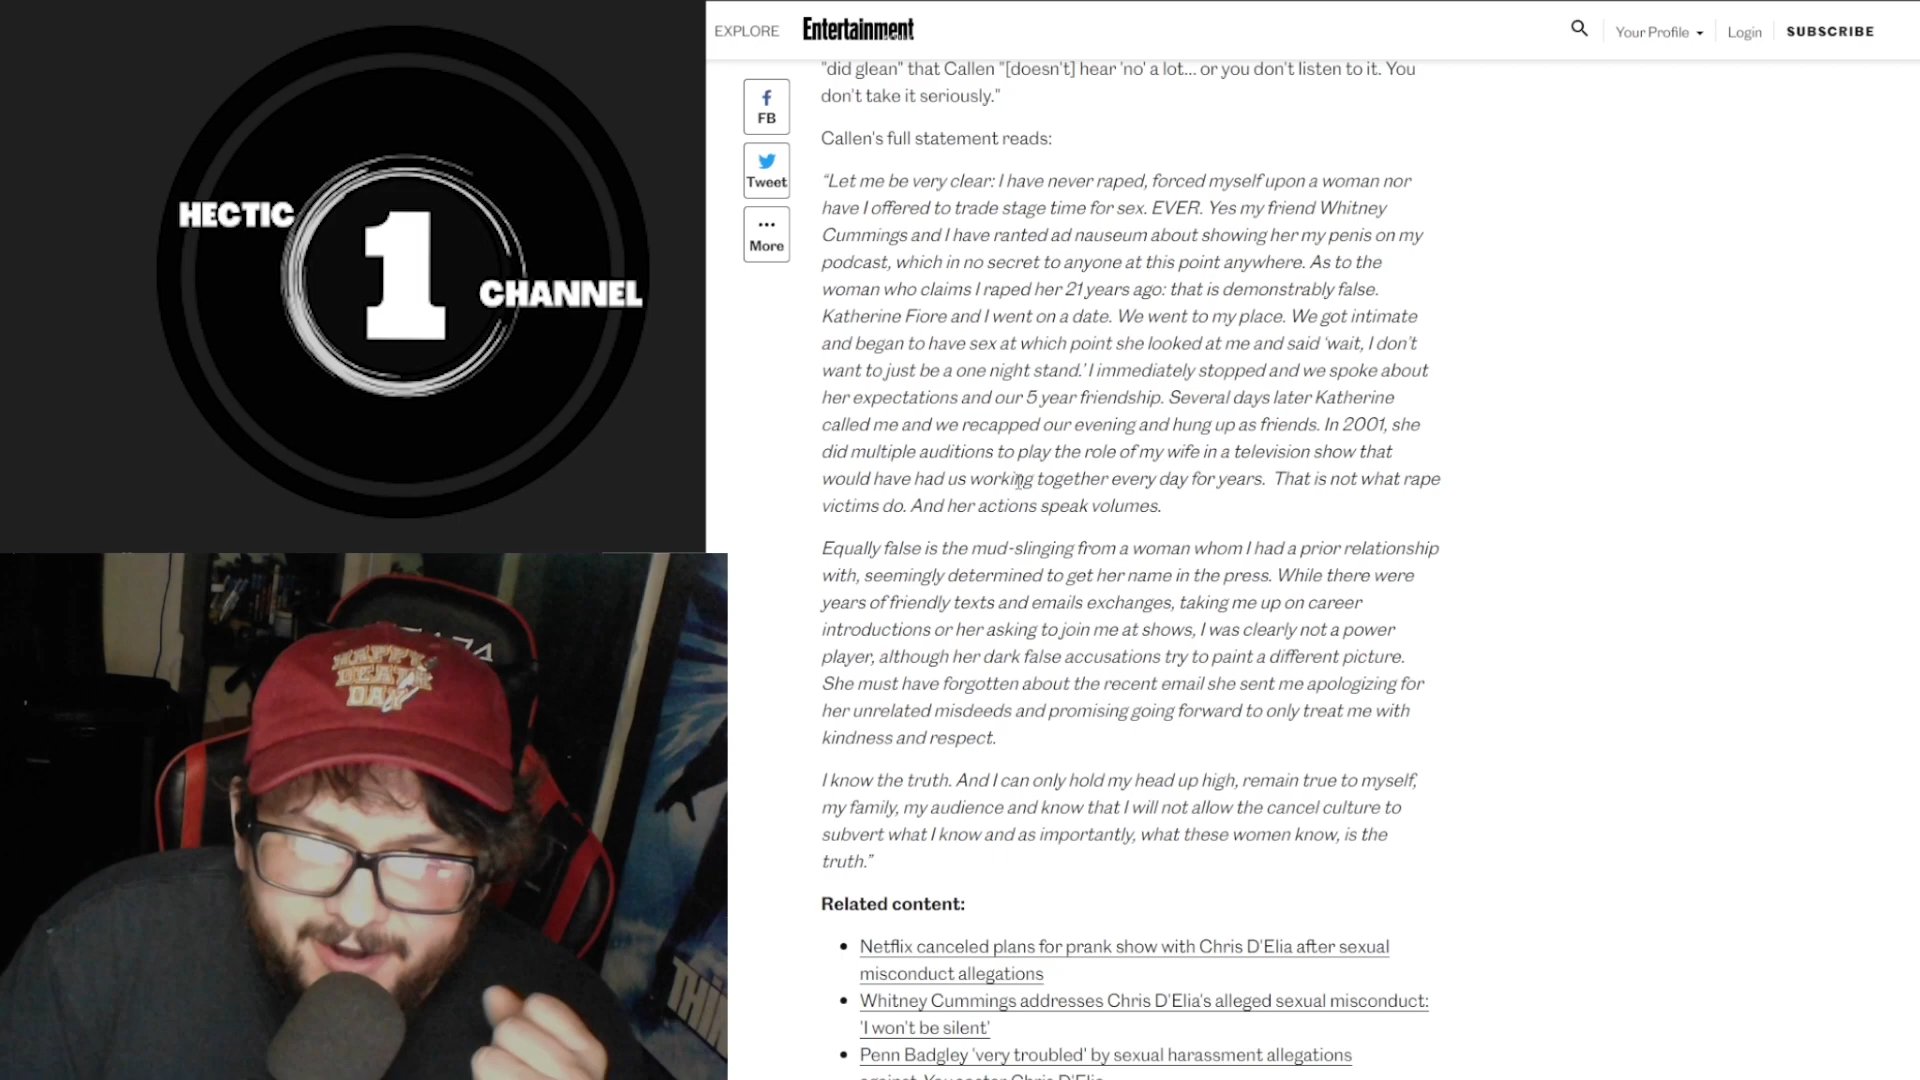 EXPLORE
Entertainment
Your Profile
Login
SUBSCRIBE
HECTIC
1
CHANNEL
FB
Tweet
More
"did glean" that Callen "[doesn't] hear 'no' a lot... or you don't listen to it. You
don't take it seriously."
Callen's full statement reads:
“Let me be very clear: I have never raped, forced myself upon a woman nor
have I offered to trade stage time for sex. EVER. Yes my friend Whitney
Cummings and I have ranted ad nauseum about showing her my penis on my
podcast, which in no secret to anyone at this point anywhere. As to the
woman who claims I raped her 21 years ago: that is demonstrably false.
Katherine Fiore and I went on a date. We went to my place. We got intimate
and began to have sex at which point she looked at me and said ‘wait, I don’t
want to just be a one night stand.’ I immediately stopped and we spoke about
her expectations and our 5 year friendship. Several days later Katherine
called me and we recapped our evening and hung up as friends. In 2001, she
did multiple auditions to play the role of my wife in a television show that
would have had us working together every day for years. That is not what rape
victims do. And her actions speak volumes.
Equally false is the mud-slinging from a woman whom I had a prior relationship
with, seemingly determined to get her name in the press. While there were
years of friendly texts and emails exchanges, taking me up on career
introductions or her asking to join me at shows, I was clearly not a power
player, although her dark false accusations try to paint a different picture.
She must have forgotten about the recent email she sent me apologizing for
her unrelated misdeeds and promising going forward to only treat me with
kindness and respect.
I know the truth. And I can only hold my head up high, remain true to myself,
my family, my audience and know that I will not allow the cancel culture to
subvert what I know and as importantly, what these women know, is the
truth.”
Related content:
Netflix canceled plans for prank show with Chris D'Elia after sexual
misconduct allegations
Whitney Cummings addresses Chris D'Elia's alleged sexual misconduct:
'I won't be silent'
Penn Badgley 'very troubled' by sexual harassment allegations
against You costar Chris D'Elia
HAPPY
DEATH
DAY